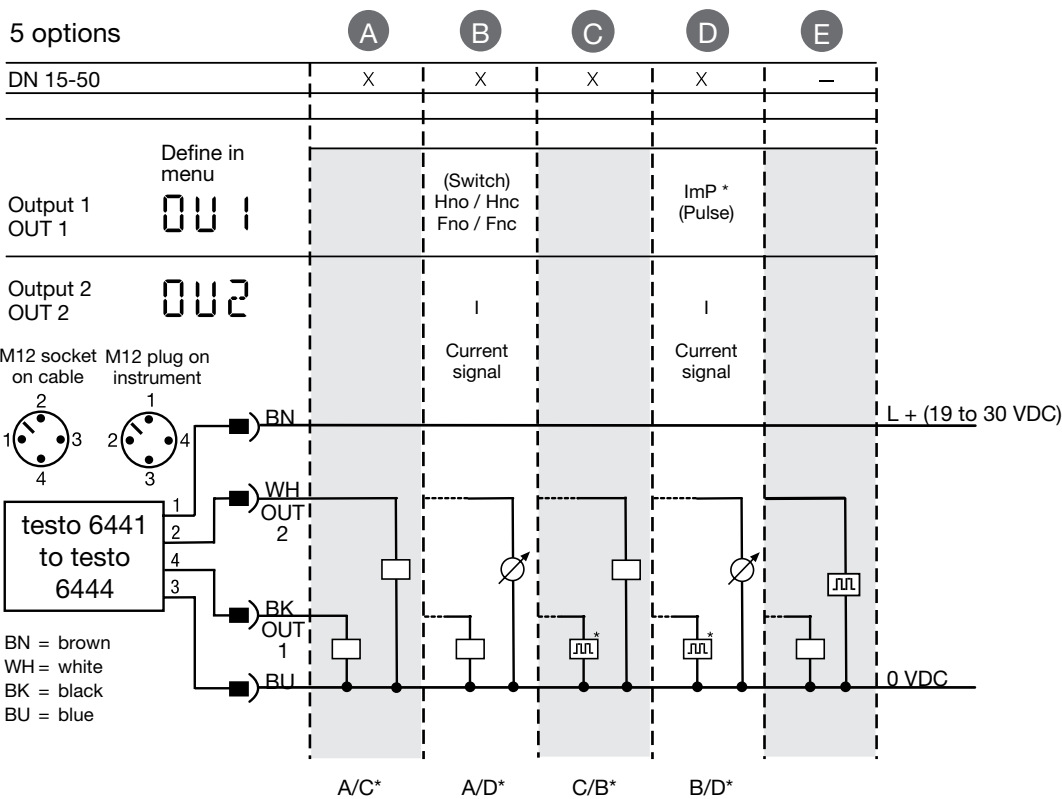 5 options
A B C D E
DN 15-50 X X X X –
Define in
menu
Output 1
OUT 1
OU1
(Switch)
Hno / Hnc
Fno / Fnc
ImP *
(Pulse)
Output 2
OUT 2
OU2
I
Current
signal
I
Current
signal
M12 socket
on cable
M12 plug on
instrument
2
1 3
4
1
2 4
3
BN
L + (19 to 30 VDC)
WH
OUT
2
testo 6441
to testo
6444
1
2
4
3
BK
OUT
1
* *
BU
0 VDC
BN = brown
WH = white
BK = black
BU = blue
A/C* A/D* C/B* B/D*